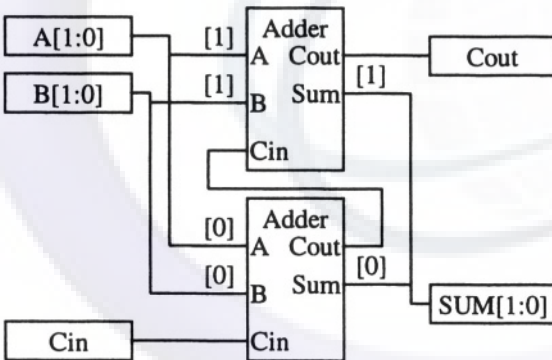 A[1:0]
B[1:0]
Cin
[1]
[1]
Adder
A Cout
B Sum
Cin
[1]
Cout
[0]
[0]
Adder
A Cout
B Sum
Cin
[0]
SUM[1:0]